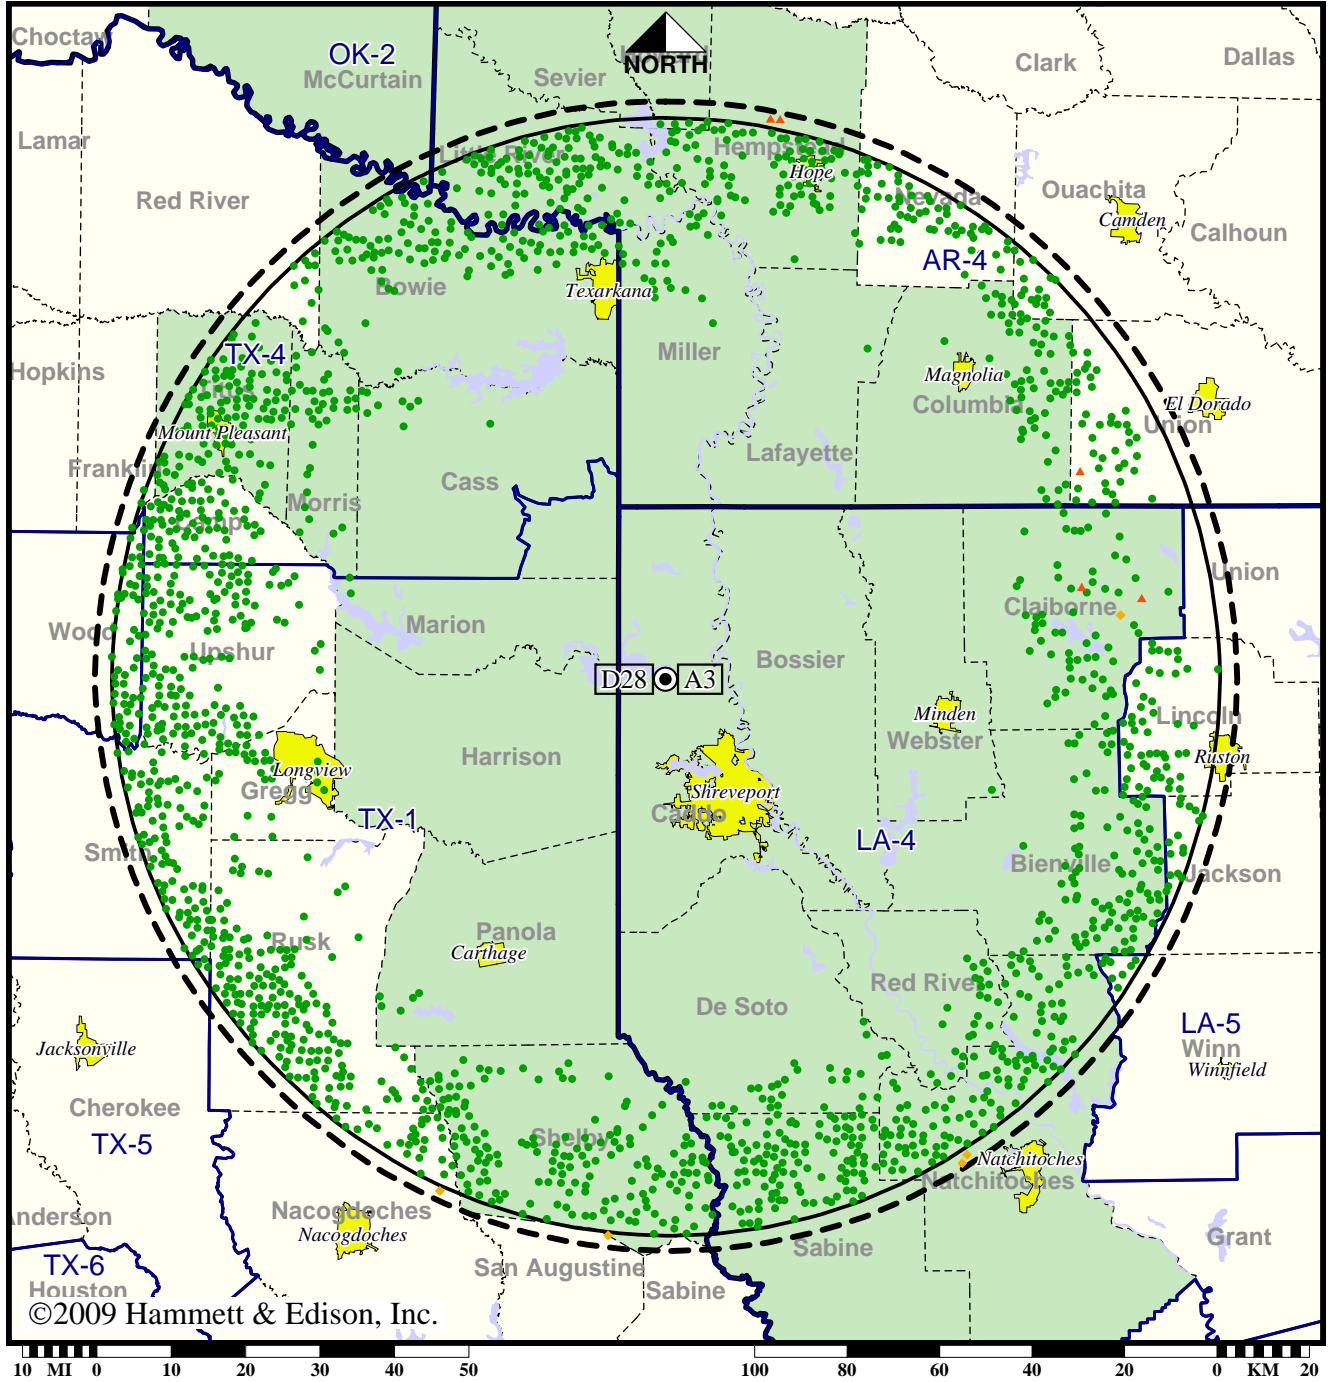 Choctaw
OK-2
McCurtain
Sevier
NORTH
Clark
Dallas
Lamar
Little River
Hempstead
Hope
Red River
Nevada
Ouachita
Camden
Calhoun
AR-4
Bowie
Texarkana
Miller
TX-4
Hopkins
Titus
Magnolia
Columbia
El Dorado
Union
Mount Pleasant
Franklin
Lafayette
Cass
Morris
Camp
Union
Claiborne
Wood
Marion
Upshur
Bossier
D28
A3
Minden
Lincoln
Webster
Ruston
Harrison
Longview
Gregg
Shreveport
Caddo
TX-1
LA-4
Smith
Bienville
Jackson
Rusk
Panola
Carthage
Red River
De Soto
LA-5
Winn
Winnfield
Jacksonville
Cherokee
TX-5
Shelby
Natchitoches
Natchitoches
Anderson
Nacogdoches
Nacogdoches
Grant
Sabine
TX-6
San Augustine
Sabine
Houston
©2009 Hammett & Edison, Inc.
10 MI 0 10 20 30 40 50 100 80 60 40 20 0 KM 20